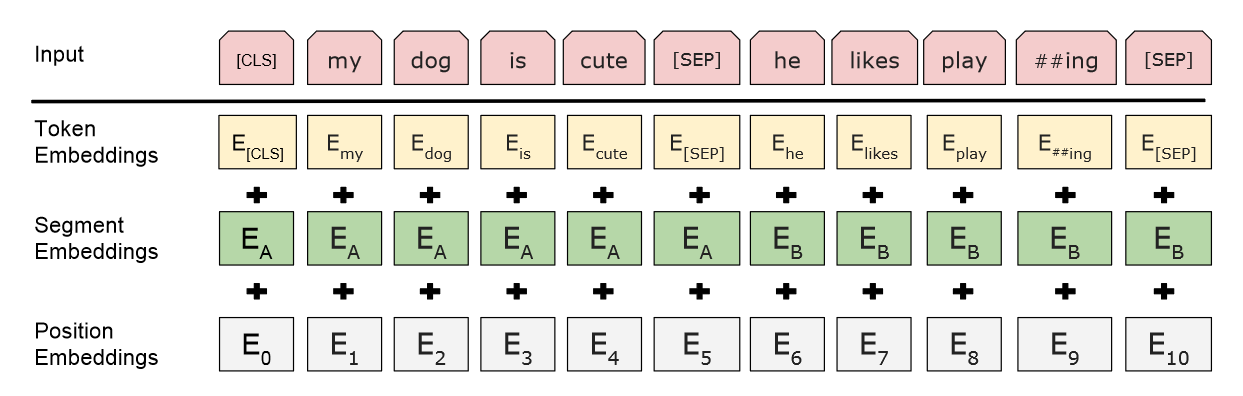 Input [CLS] my dog is cute [SEP] he likes play ##ing [SEP]
Token Embeddings E[CLS] Emy Edog Eis Ecute E[SEP] Ehe Elikes Eplay E##ing E[SEP]
+ + + + + + + + + + +
Segment Embeddings EA EA EA EA EA EA EB EB EB EB EB
+ + + + + + + + + + +
Position Embeddings E0 E1 E2 E3 E4 E5 E6 E7 E8 E9 E10